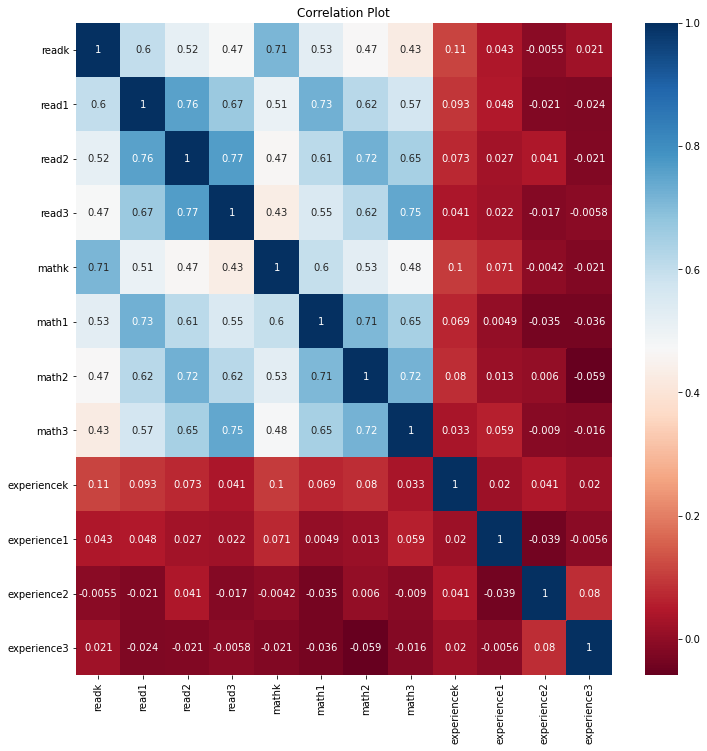 Correlation Plot
readk 1 0.6 0.52 0.47 0.71 0.53 0.47 0.43 0.11 0.043 -0.0055 0.021
read1 0.6 1 0.76 0.67 0.51 0.73 0.62 0.57 0.093 0.048 -0.021 -0.024
read2 0.52 0.76 1 0.77 0.47 0.61 0.72 0.65 0.073 0.027 0.041 -0.021
read3 0.47 0.67 0.77 1 0.43 0.55 0.62 0.75 0.041 0.022 -0.017 -0.0058
mathk 0.71 0.51 0.47 0.43 1 0.6 0.53 0.48 0.1 0.071 -0.0042 -0.021
math1 0.53 0.73 0.61 0.55 0.6 1 0.71 0.65 0.069 0.0049 -0.035 -0.036
math2 0.47 0.62 0.72 0.62 0.53 0.71 1 0.72 0.08 0.013 0.006 -0.059
math3 0.43 0.57 0.65 0.75 0.48 0.65 0.72 1 0.033 0.059 -0.009 -0.016
experiencek 0.11 0.093 0.073 0.041 0.1 0.069 0.08 0.033 1 0.02 0.041 0.02
experience1 0.043 0.048 0.027 0.022 0.071 0.0049 0.013 0.059 0.02 1 -0.039 -0.0056
experience2 -0.0055 -0.021 0.041 -0.017 -0.0042 -0.035 0.006 -0.009 0.041 -0.039 1 0.08
experience3 0.021 -0.024 -0.021 -0.0058 -0.021 -0.036 -0.059 -0.016 0.02 -0.0056 0.08 1
readk read1 read2 read3 mathk math1 math2 math3 experiencek experience1 experience2 experience3
1.0
0.8
0.6
0.4
0.2
0.0